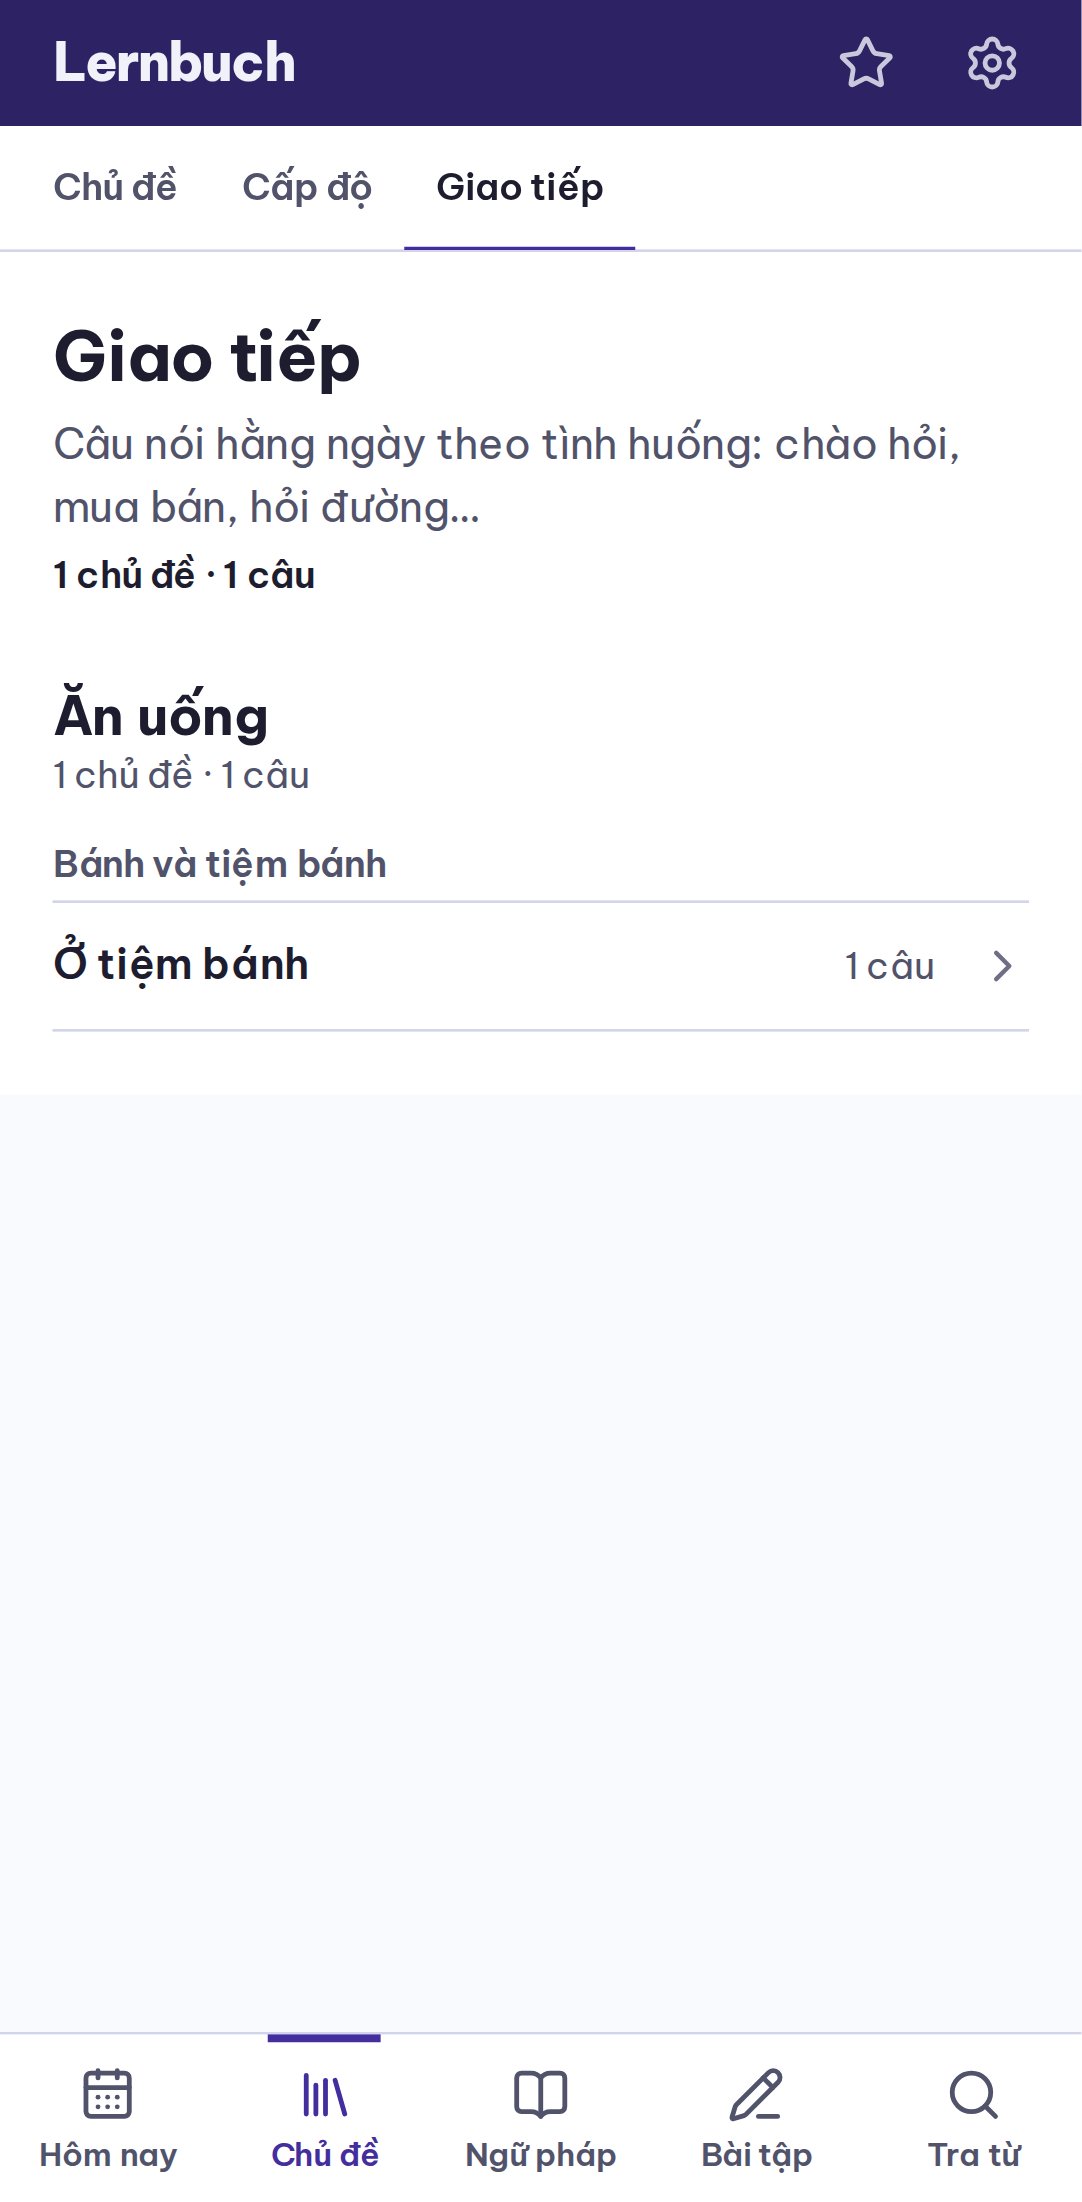 Lernbuch
Chủ đề
Cấp độ
Giao tiếp
Giao tiếp
Câu nói hằng ngày theo tình huống: chào hỏi,
mua bán, hỏi đường...
1 chủ đề · 1 câu
Ăn uống
1 chủ đề · 1 câu
Bánh và tiệm bánh
Ở tiệm bánh
1 câu
Hôm nay
Chủ đề
Ngữ pháp
Bài tập
Tra từ